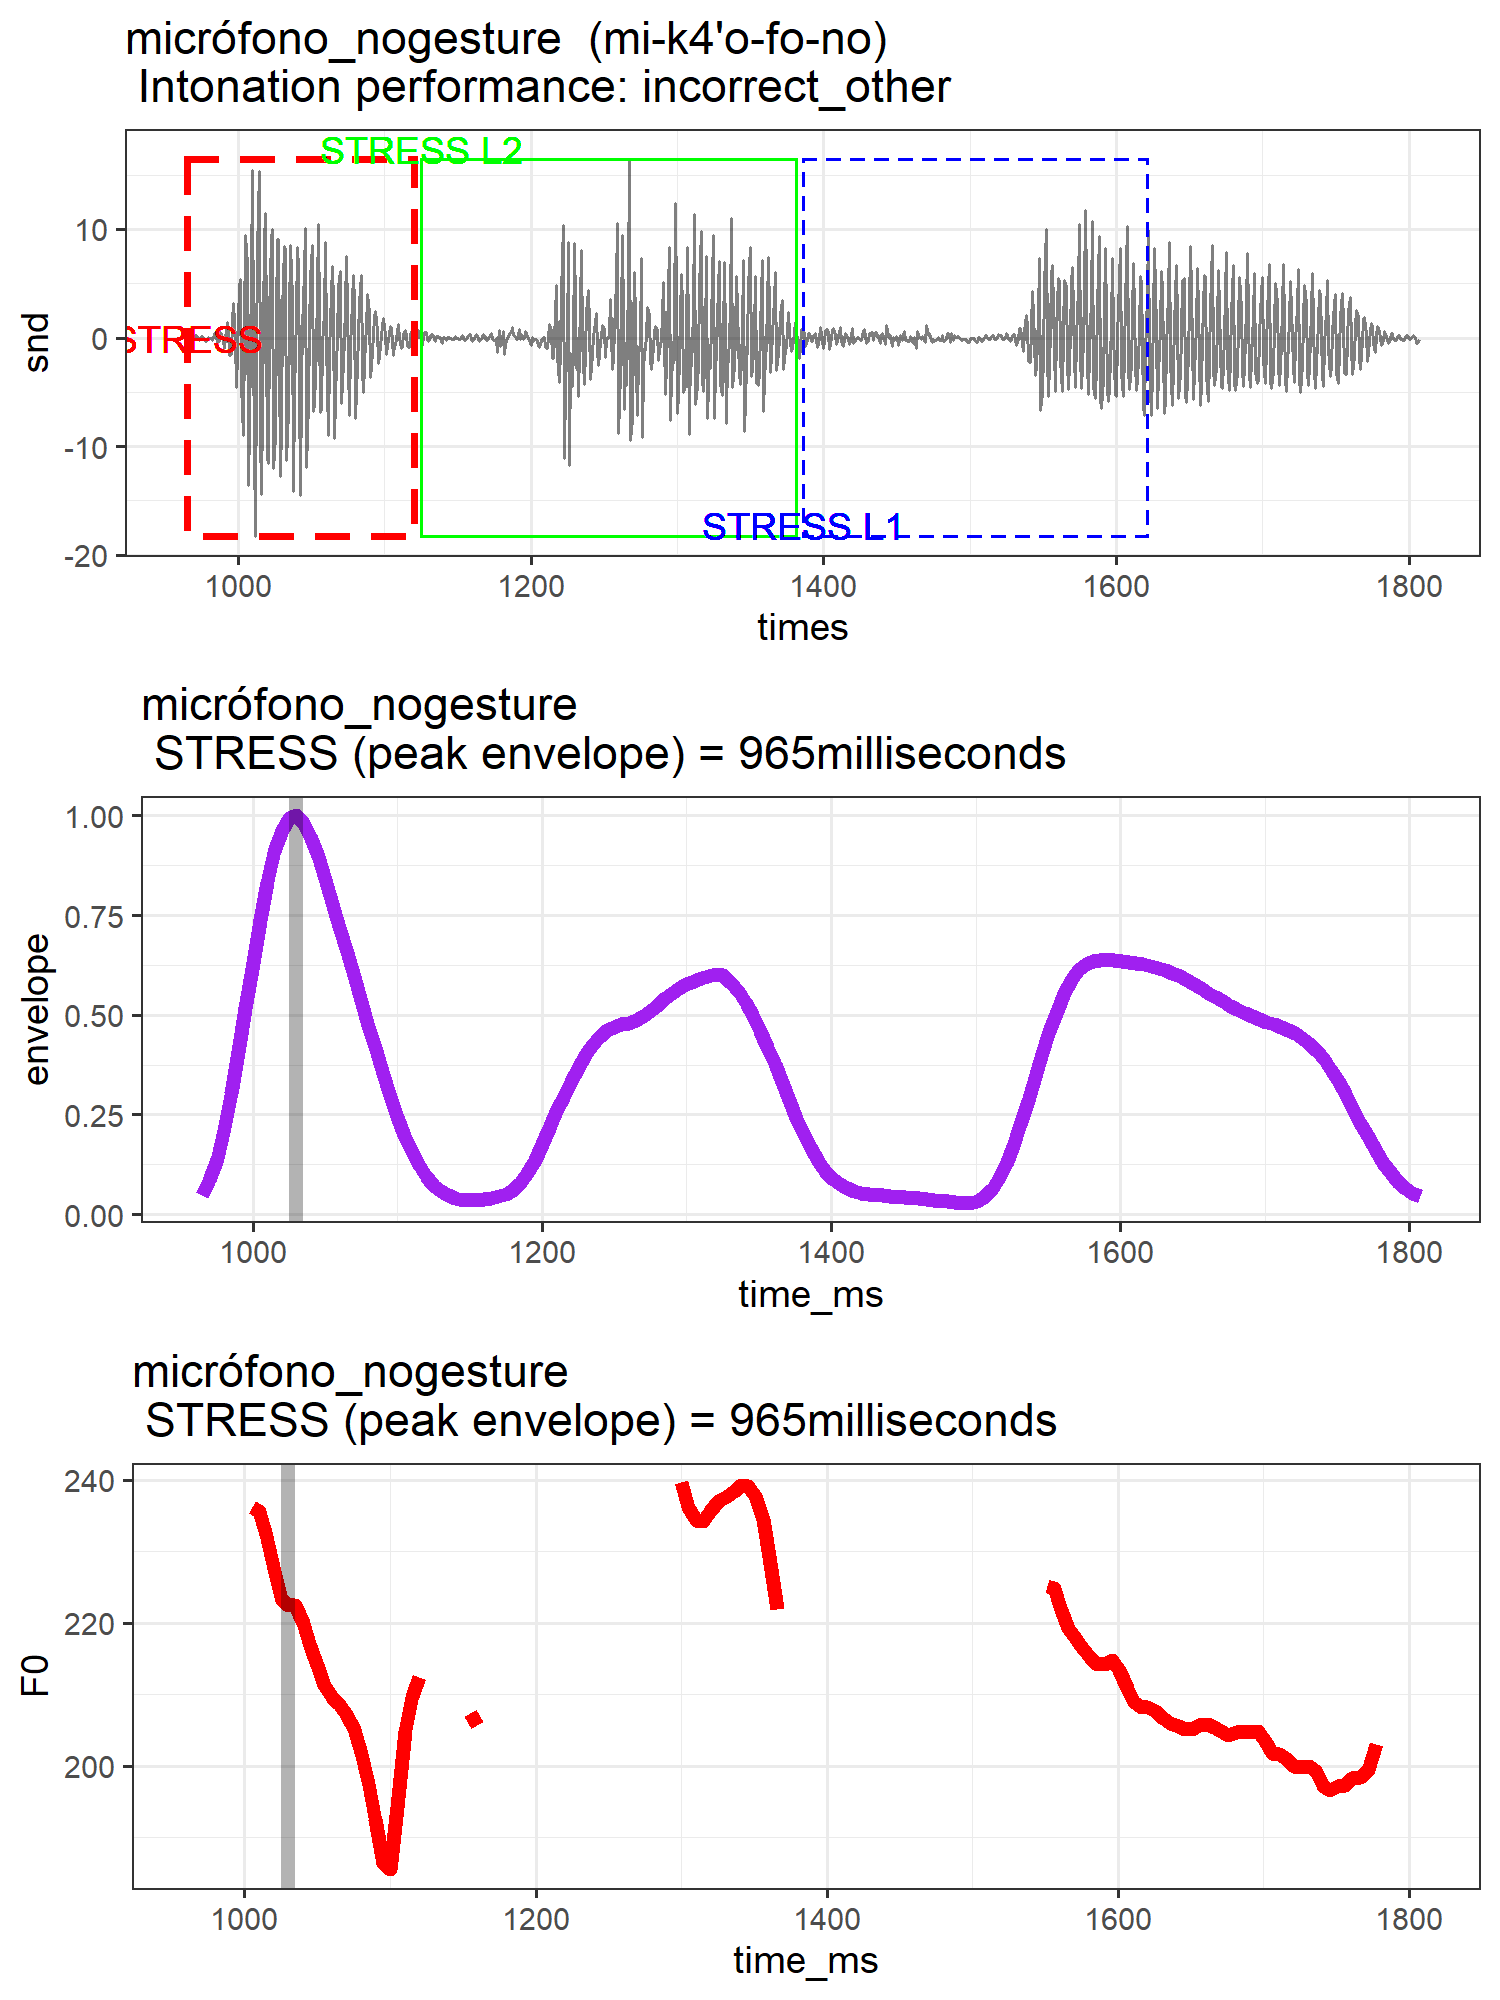 micrófono_nogesture  (mi-k4'o-fo-no)
Intonation performance: incorrect_other
STRESS L2
10
0
-10
-20
snd
STRESS
STRESS L1
1000 1200 1400 1600 1800
times
micrófono_nogesture
STRESS (peak envelope) = 965milliseconds
1.00
0.75
0.50
0.25
0.00
envelope
1000 1200 1400 1600 1800
time_ms
micrófono_nogesture
STRESS (peak envelope) = 965milliseconds
240
220
200
F0
1000 1200 1400 1600 1800
time_ms